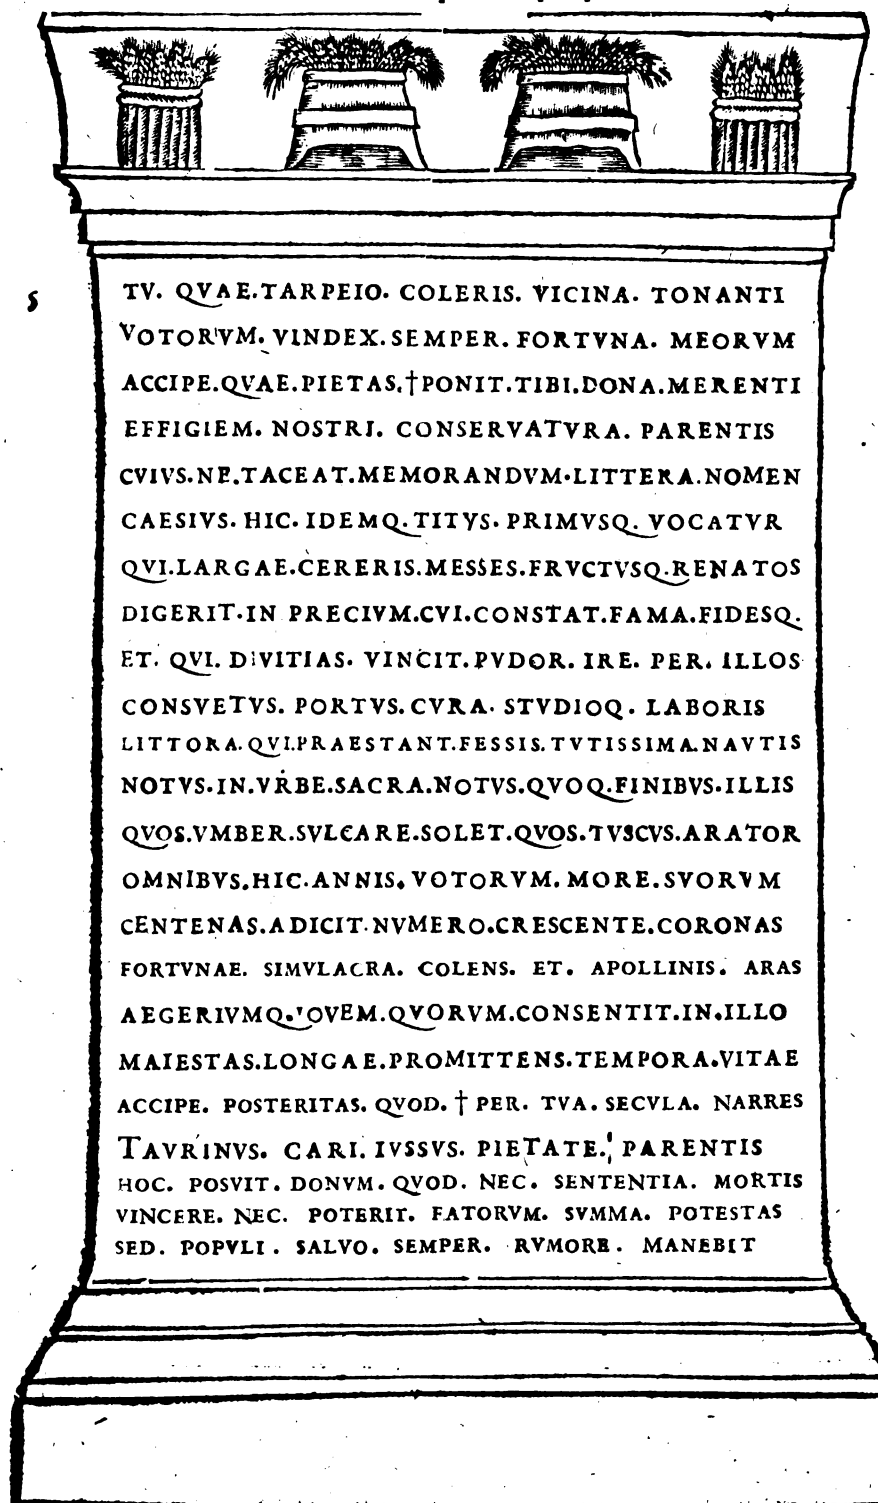 S
TV. QVAE.TARPEIO. COLERIS. VICINA. TONANTI
VOTORVM. VINDEX.SEMPER. FORTVNA. MEORVM
ACCIPE.QVAE.PIETAS.†PONIT.TIBI.DONA.MERENTI
EFFIGIEM. NOSTRI. CONSERVATVRA. PARENTIS
CVIVS.NE.TACEAT.MEMORANDVM.LITTERA.NOMEN
CAESIVS. HIC. IDEMQ.TITVS. PRIMVSQ. VOCATVR
QVI.LARGAE.CERERIS.MESSES.FRVCTVSQ.RENATOS
DIGERIT.IN PRECIVM.CVI.CONSTAT.FAMA.FIDESQ.
ET. QVI. DIVITIAS. VINCIT.PVDOR. IRE. PER. ILLOS
CONSVETVS. PORTVS.CVRA. STVDIOQ. LABORIS
LITTORA.QVI.PRAESTANT.FESSIS.TVTISSIMA.NAVTIS
NOTVS.IN.VRBE.SACRA.NOTVS.QVOQ.FINIBVS.ILLIS
QVOS.VMBER.SVLCARE.SOLET.QVOS.TVSCVS.ARATOR
OMNIBVS.HIC.ANNIS.VOTORVM.MORE.SVORVM
CENTENAS.ADICIT.NVMERO.CRESCENTE.CORONAS
FORTVNAE. SIMVLACRA. COLENS. ET. APOLLINIS. ARAS
AEGERIVMQ.IOVEM.QVORVM.CONSENTIT.IN.ILLO
MAIESTAS.LONGAE.PROMITTENS.TEMPORA.VITAE
ACCIPE. POSTERITAS. QVOD. † PER. TVA. SECVLA. NARRES
TAVRINVS. CARI. IVSSVS. PIETATE. PARENTIS
HOC. POSVIT. DONVM. QVOD. NEC. SENTENTIA. MORTIS
VINCERE. NEC. POTERIT. FATORVM. SVMMA. POTESTAS
SED. POPVLI. SALVO. SEMPER. RVMORE. MANEBIT